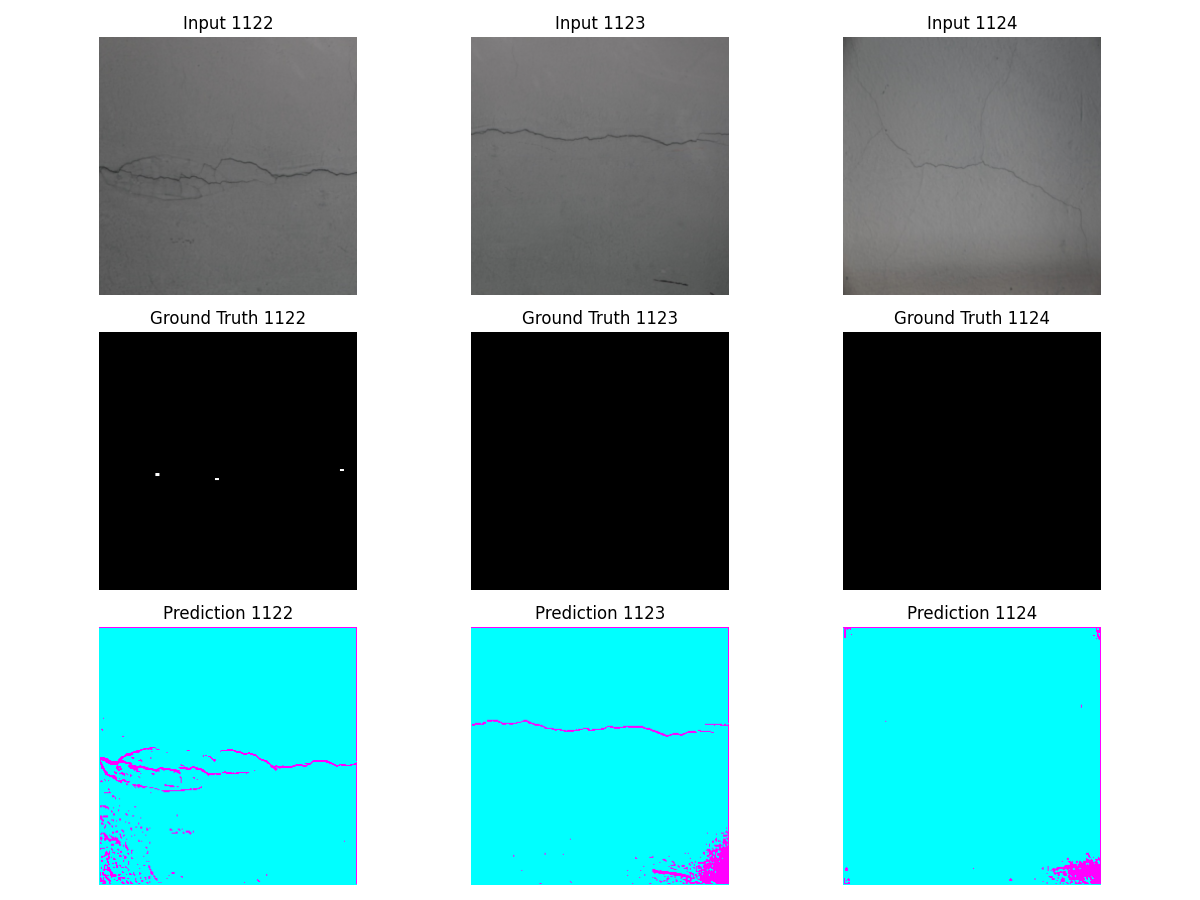 Input 1122
Input 1123
Input 1124
Ground Truth 1122
Ground Truth 1123
Ground Truth 1124
Prediction 1122
Prediction 1123
Prediction 1124